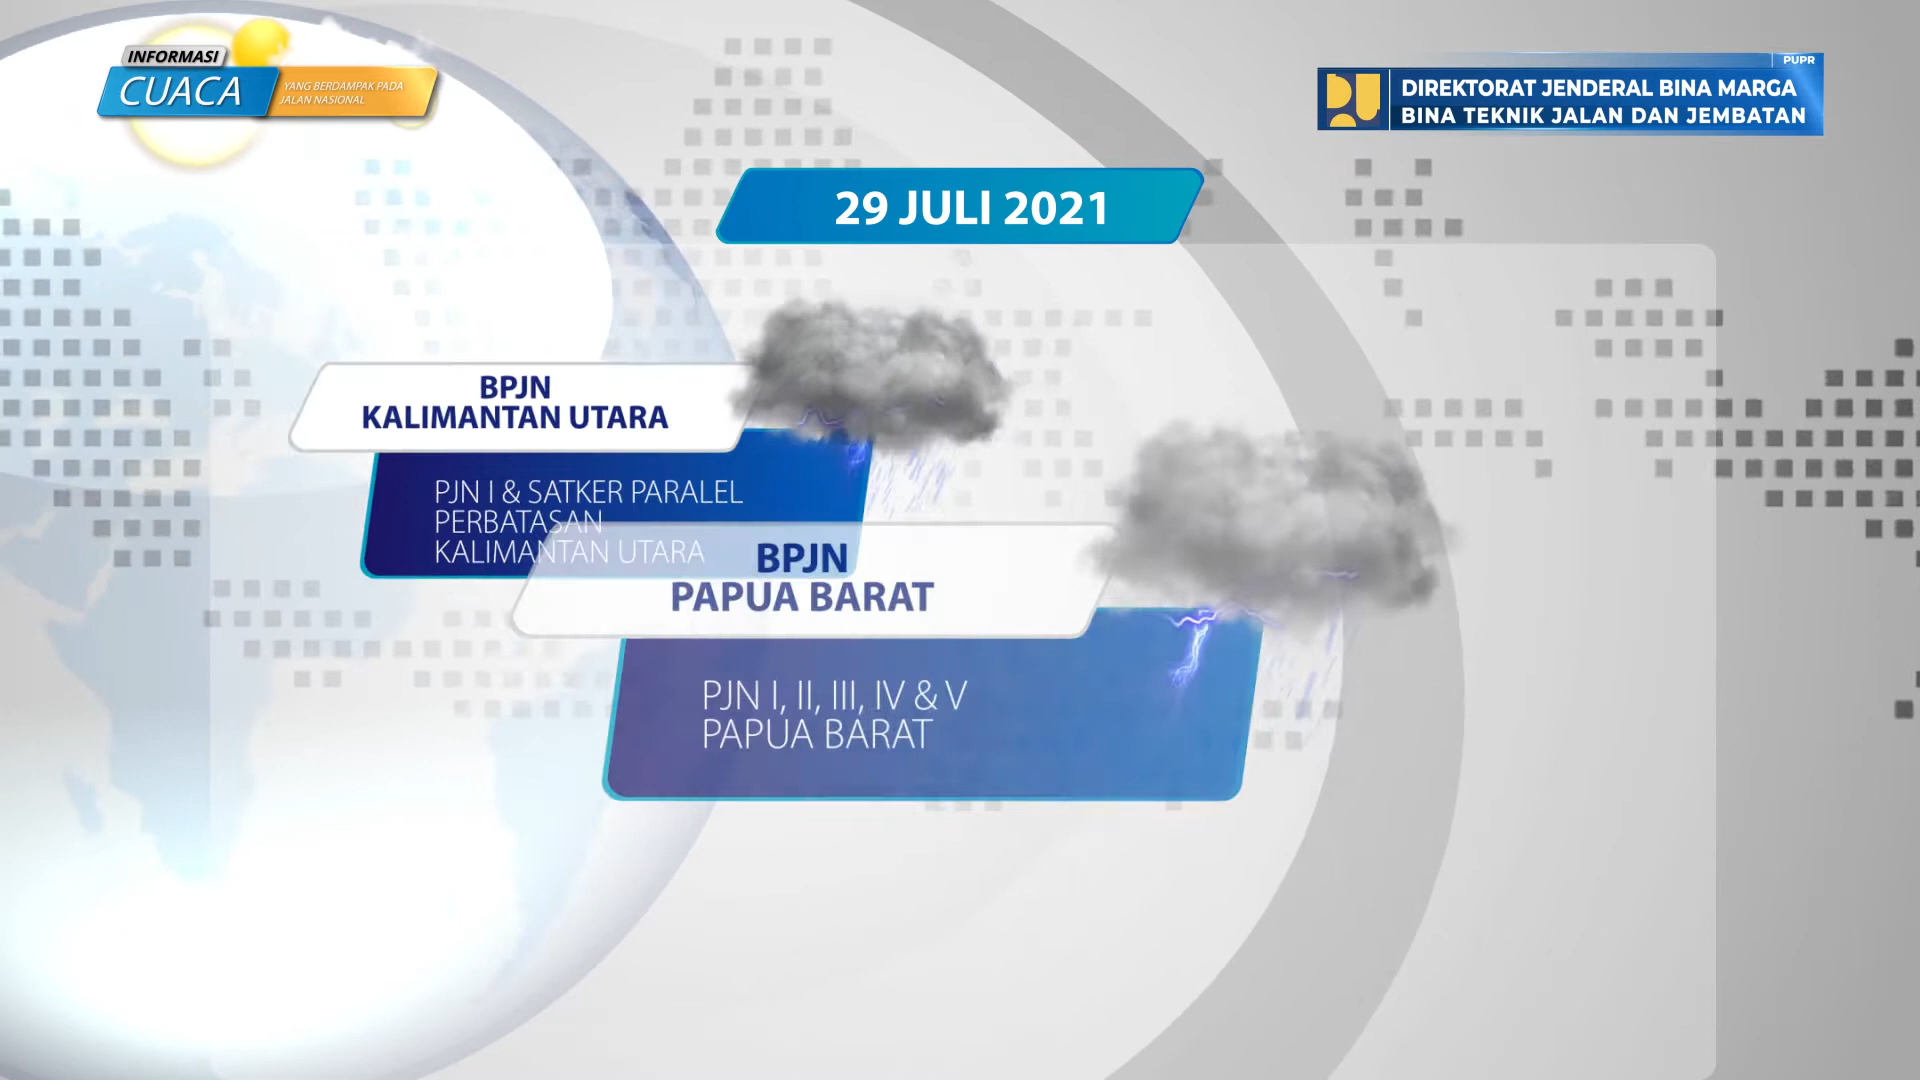 INFORMASI
CUACA
YANG BERDAMPAK PADA
JALAN NASIONAL
PUPR
DIREKTORAT JENDERAL BINA MARGA
BINA TEKNIK JALAN DAN JEMBATAN
29 JULI 2021
BPJN
KALIMANTAN UTARA
PJN I & SATKER PARALEL
PERBATASAN
KALIMANTAN UTARA
BPJN
PAPUA BARAT
PJN I, II, III, IV & V
PAPUA BARAT